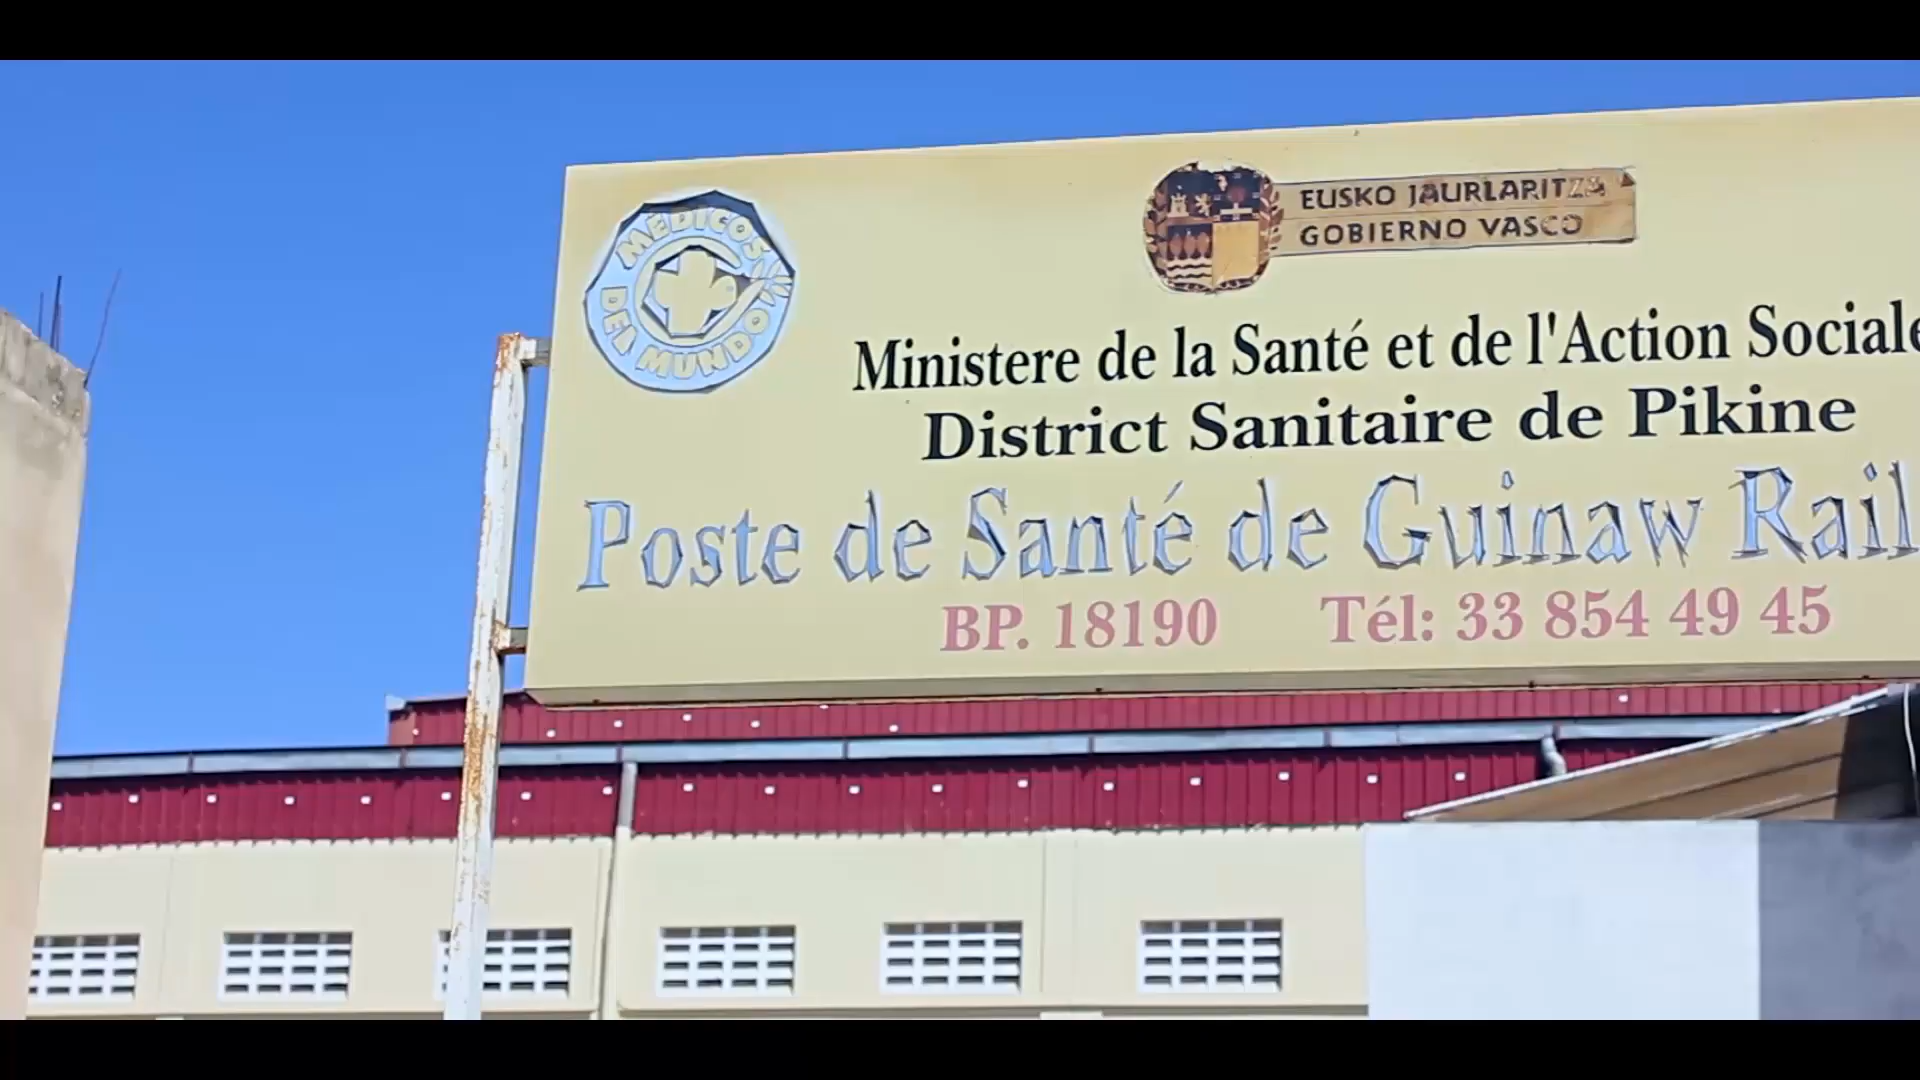 MEDICOS
DEL MUNDO
EUSKO JAURLARITZA
GOBIERNO VASCO
Ministere de la Santé et de l'Action Sociale
District Sanitaire de Pikine
Poste de Santé de Guinaw Rail
BP. 18190 Tél: 33 854 49 45